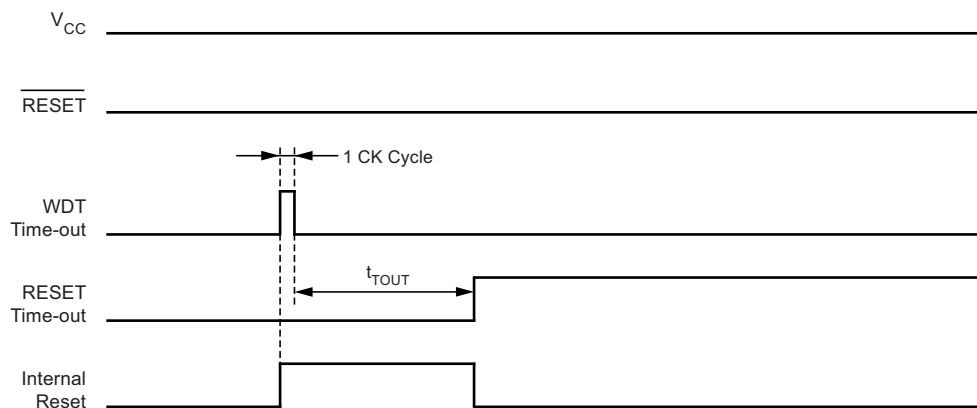 VCC
RESET
1 CK Cycle
WDT
Time-out
tTOUT
RESET
Time-out
Internal
Reset